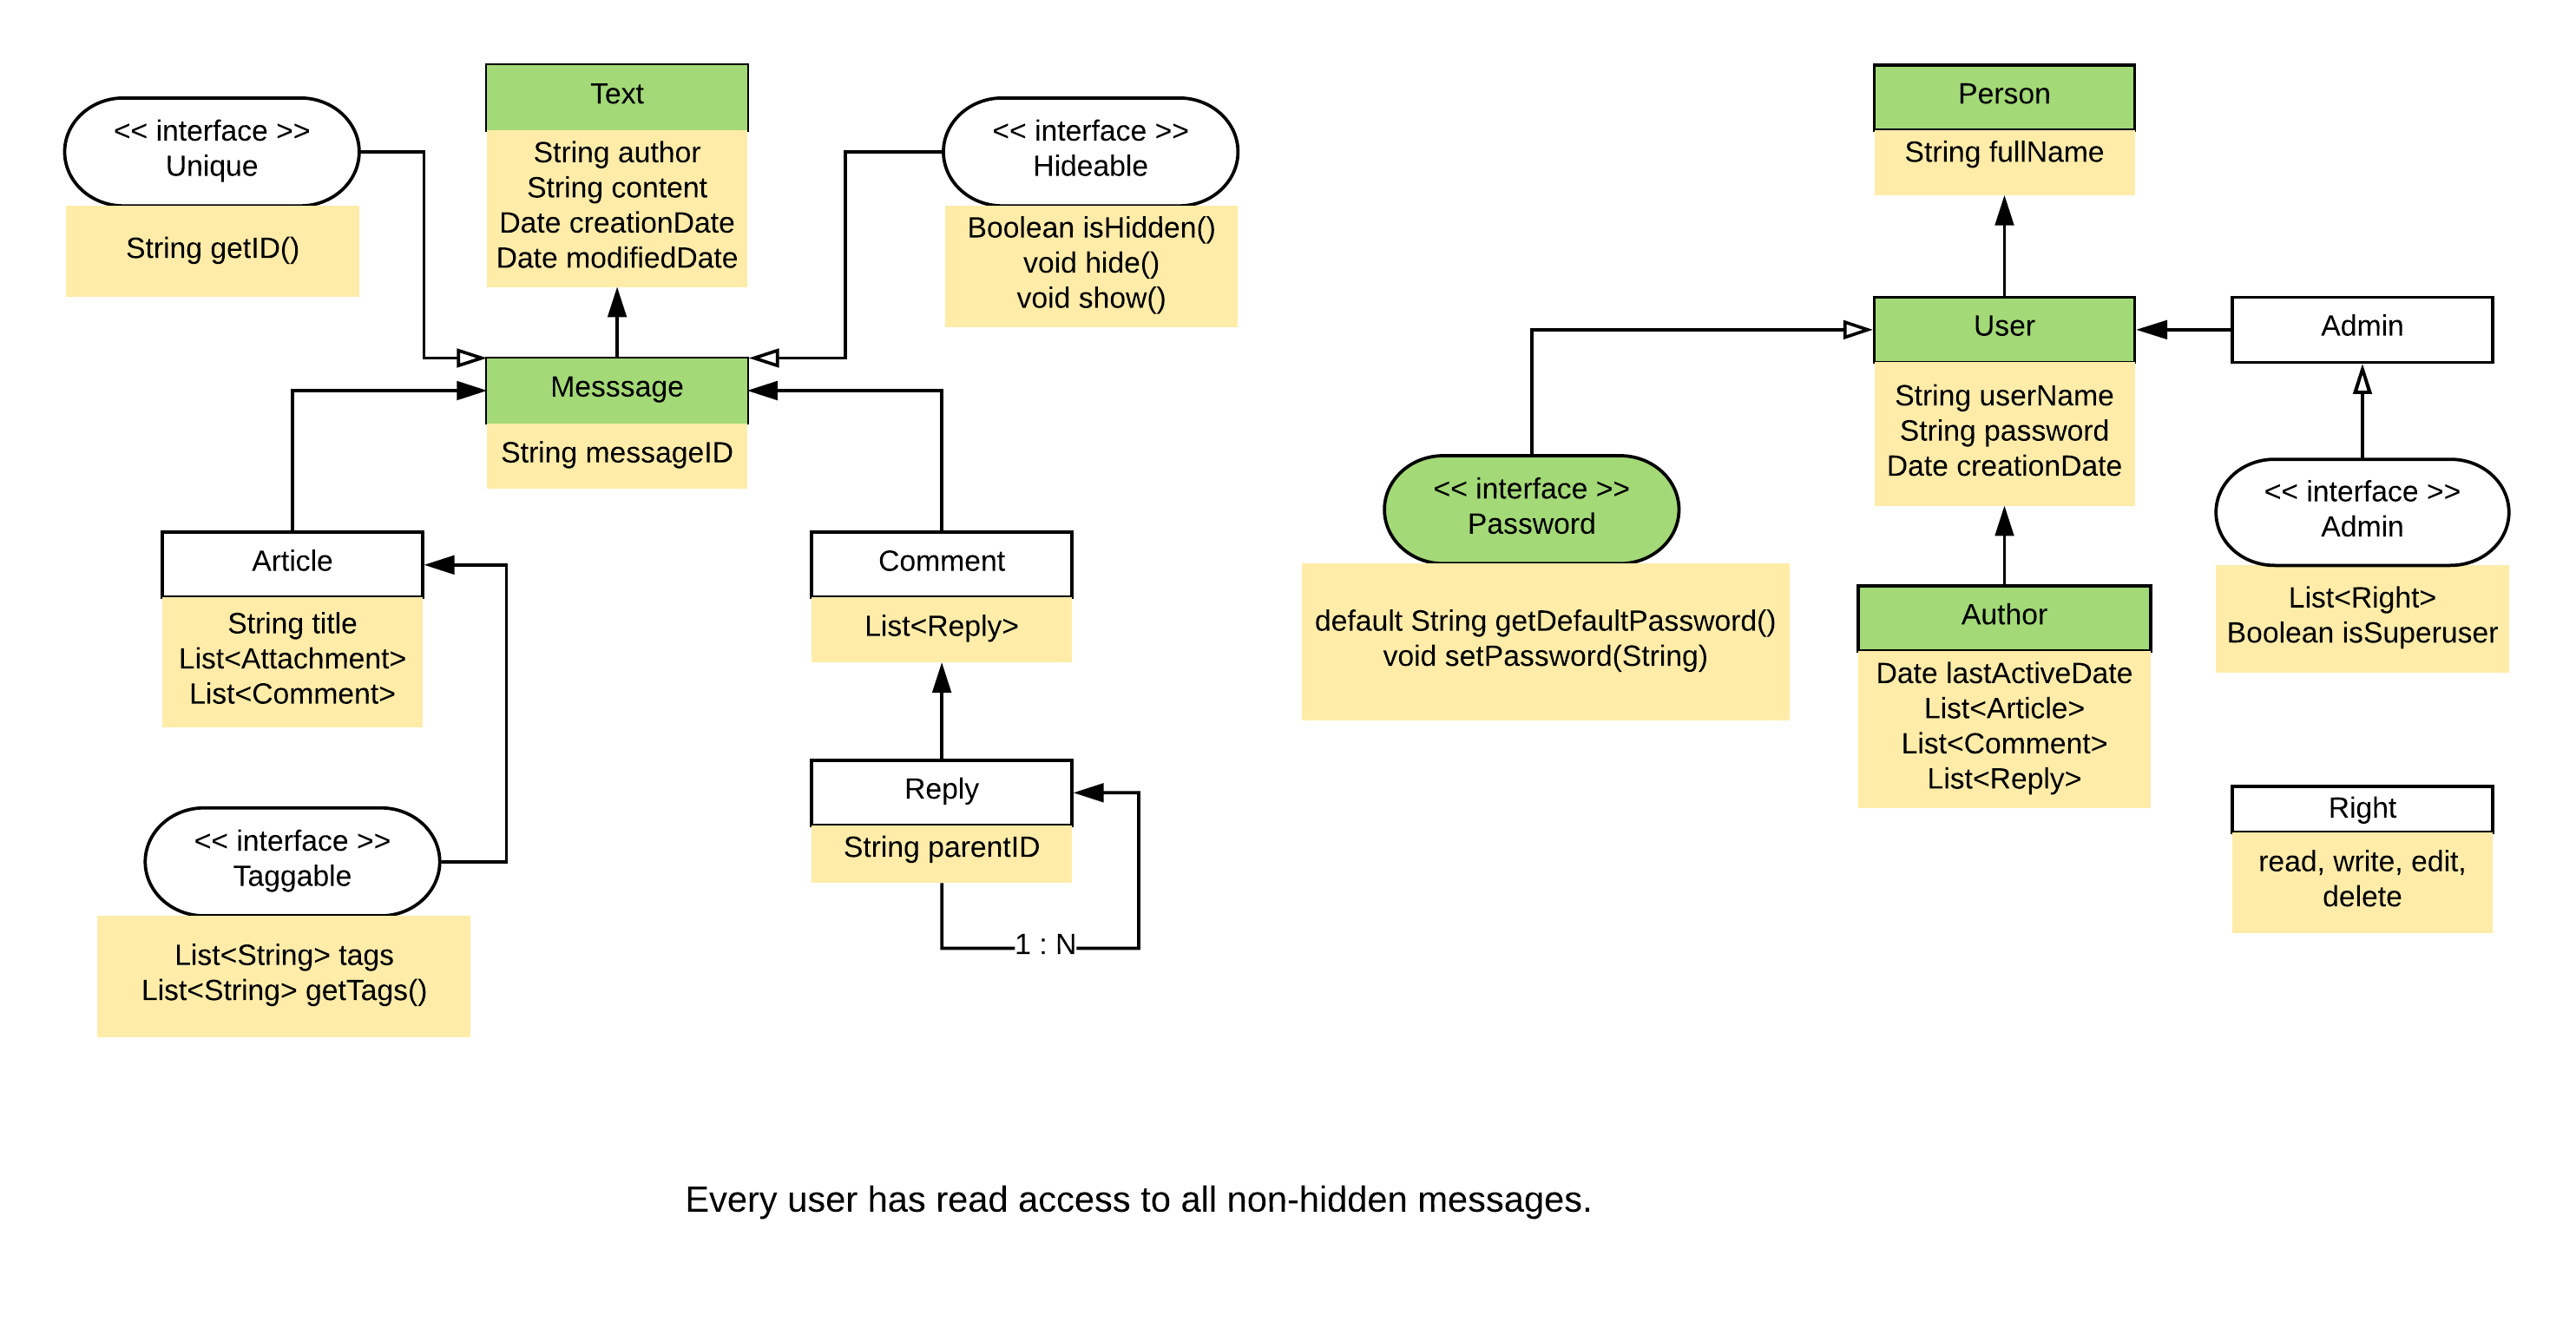 << interface >>
Unique
String getID()
Text
String author
String content
Date creationDate
Date modifiedDate
<< interface >>
Hideable
Boolean isHidden()
void hide()
void show()
Messsage
String messageID
Article
String title
List<Attachment>
List<Comment>
<< interface >>
Taggable
List<String> tags
List<String> getTags()
Comment
List<Reply>
Reply
String parentID
1 : N
Person
String fullName
User
String userName
String password
Date creationDate
Admin
<< interface >>
Password
default String getDefaultPassword()
void setPassword(String)
<< interface >>
Admin
List<Right>
Boolean isSuperuser
Author
Date lastActiveDate
List<Article>
List<Comment>
List<Reply>
Right
read, write, edit,
delete
Every user has read access to all non-hidden messages.